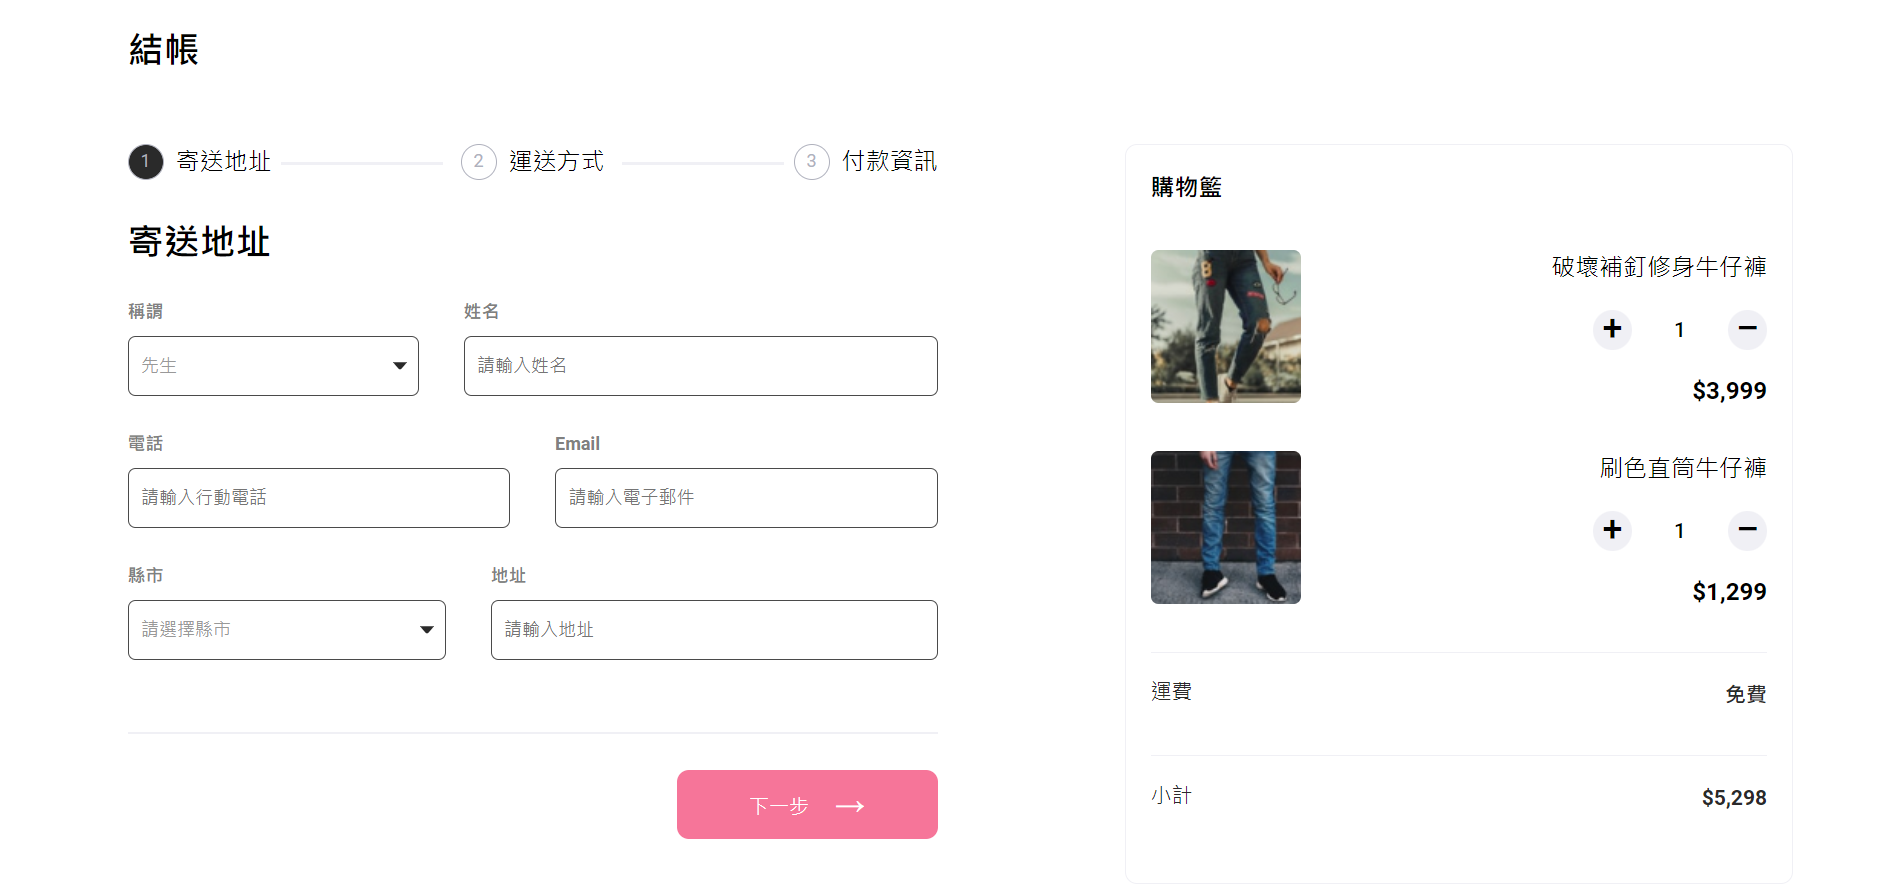 結帳
1 寄送地址
2 運送方式
3 付款資訊
寄送地址
稱謂
姓名
先生
請輸入姓名
電話
Email
請輸入行動電話
請輸入電子郵件
縣市
地址
請選擇縣市
請輸入地址
下一步 →
購物籃
破壞補釘修身牛仔褲
+ 1 −
$3,999
刷色直筒牛仔褲
+ 1 −
$1,299
運費 免費
小計 $5,298